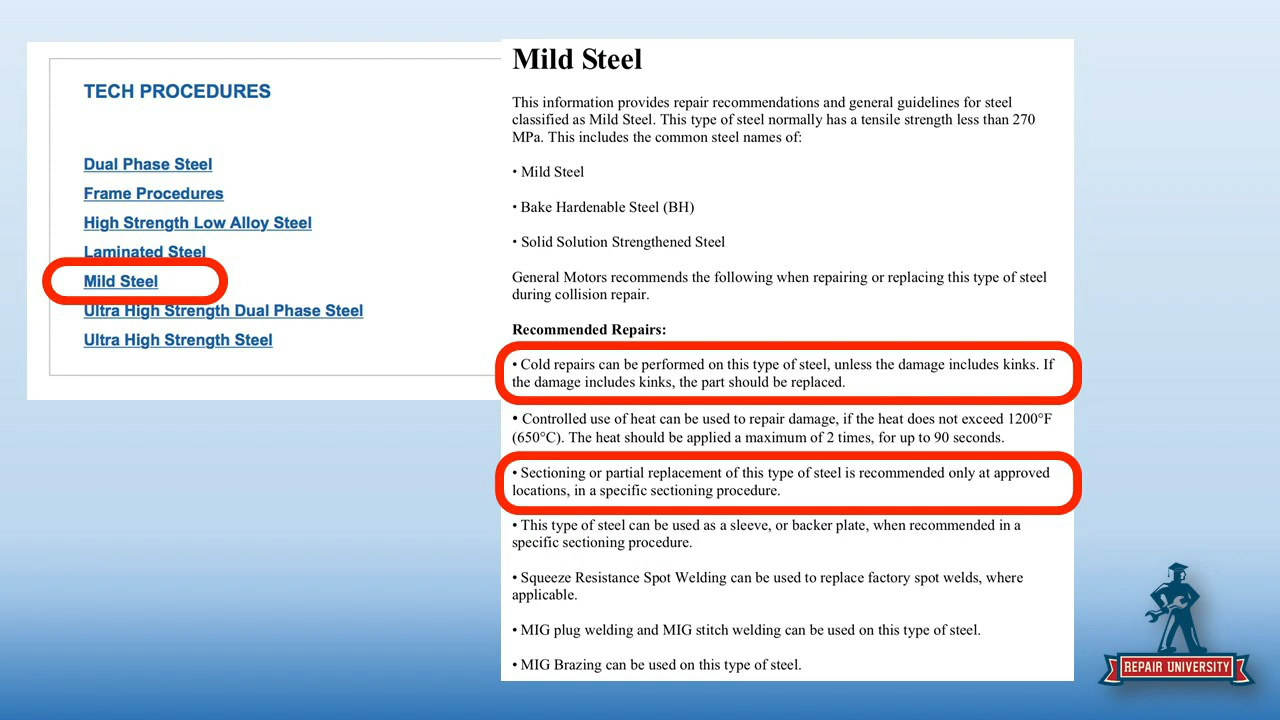 TECH PROCEDURES
Dual Phase Steel
Frame Procedures
High Strength Low Alloy Steel
Laminated Steel
Mild Steel
Ultra High Strength Dual Phase Steel
Ultra High Strength Steel
Mild Steel
This information provides repair recommendations and general guidelines for steel
classified as Mild Steel. This type of steel normally has a tensile strength less than 270
MPa. This includes the common steel names of:
• Mild Steel
• Bake Hardenable Steel (BH)
• Solid Solution Strengthened Steel
General Motors recommends the following when repairing or replacing this type of steel
during collision repair.
Recommended Repairs:
• Cold repairs can be performed on this type of steel, unless the damage includes kinks. If
the damage includes kinks, the part should be replaced.
• Controlled use of heat can be used to repair damage, if the heat does not exceed 1200°F
(650°C). The heat should be applied a maximum of 2 times, for up to 90 seconds.
• Sectioning or partial replacement of this type of steel is recommended only at approved
locations, in a specific sectioning procedure.
• This type of steel can be used as a sleeve, or backer plate, when recommended in a
specific sectioning procedure.
• Squeeze Resistance Spot Welding can be used to replace factory spot welds, where
applicable.
• MIG plug welding and MIG stitch welding can be used on this type of steel.
• MIG Brazing can be used on this type of steel.
REPAIR UNIVERSITY